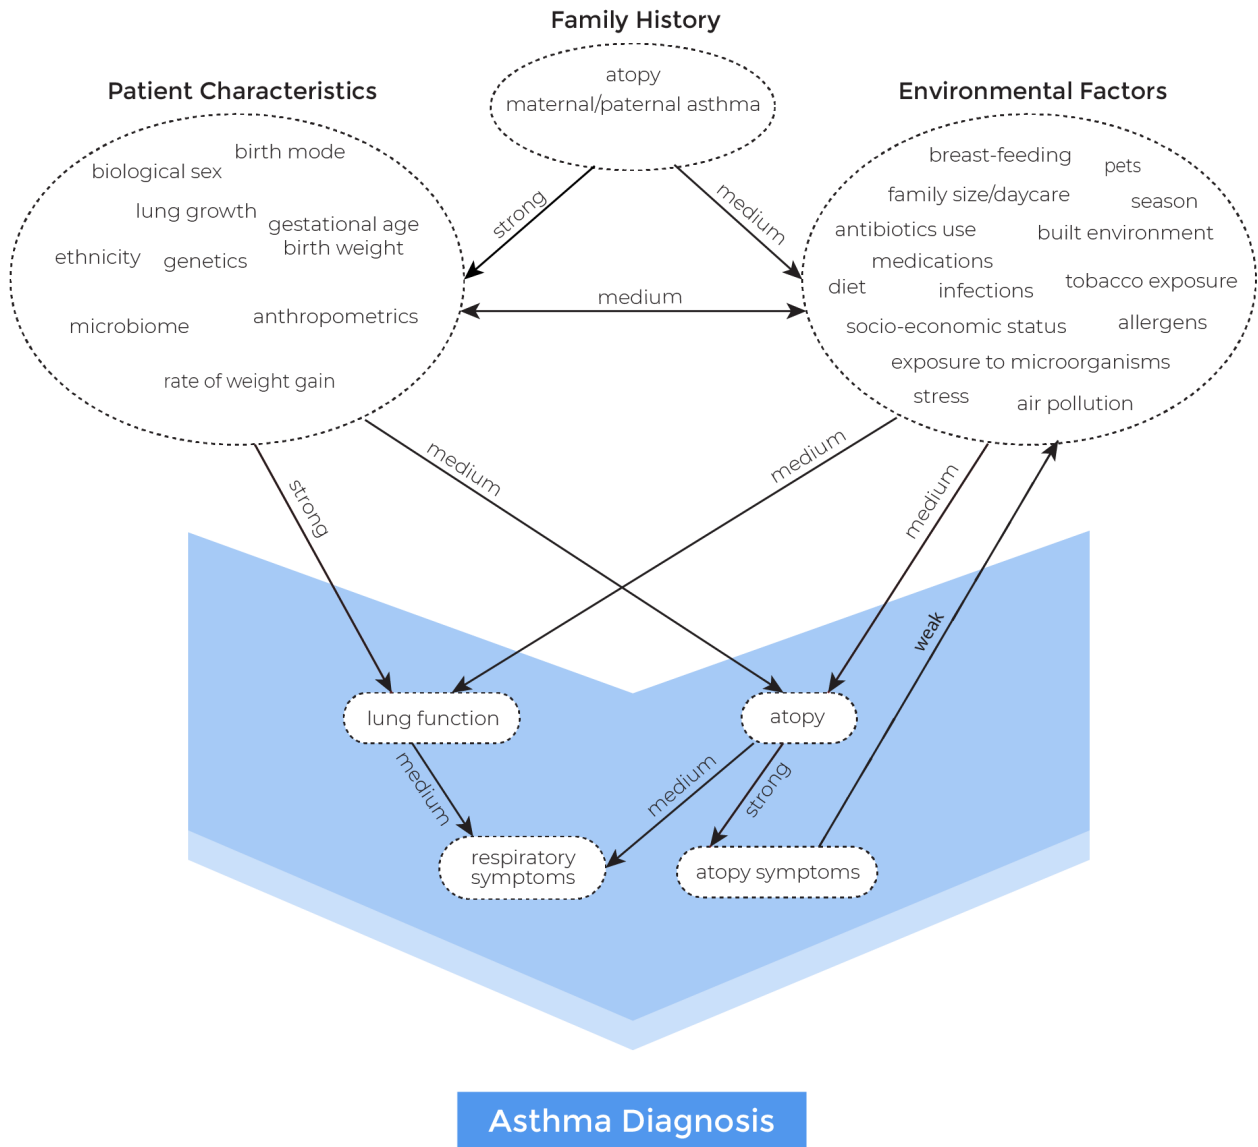 Family History
atopy
maternal/paternal asthma
Patient Characteristics
birth mode
biological sex
lung growth
gestational age
birth weight
ethnicity
genetics
microbiome
anthropometrics
rate of weight gain
Environmental Factors
breast-feeding
pets
family size/daycare
season
antibiotics use
built environment
medications
diet
infections
tobacco exposure
socio-economic status
allergens
exposure to microorganisms
stress
air pollution
strong
medium
medium
strong
medium
medium
medium
weak
lung function
atopy
medium
medium
strong
respiratory
symptoms
atopy symptoms
Asthma Diagnosis